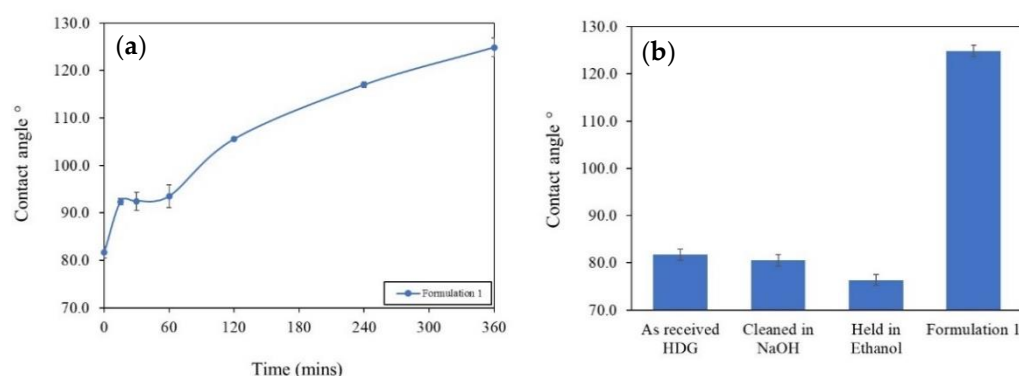 (a)
130.0
120.0
110.0
100.0
90.0
80.0
70.0
Contact angle °
0 60 120 180 240 300 360
Time (mins)
Formulation 1
(b)
130.0
120.0
110.0
100.0
90.0
80.0
70.0
Contact angle °
As received Cleaned in Held in Formulation 1
HDG NaOH Ethanol